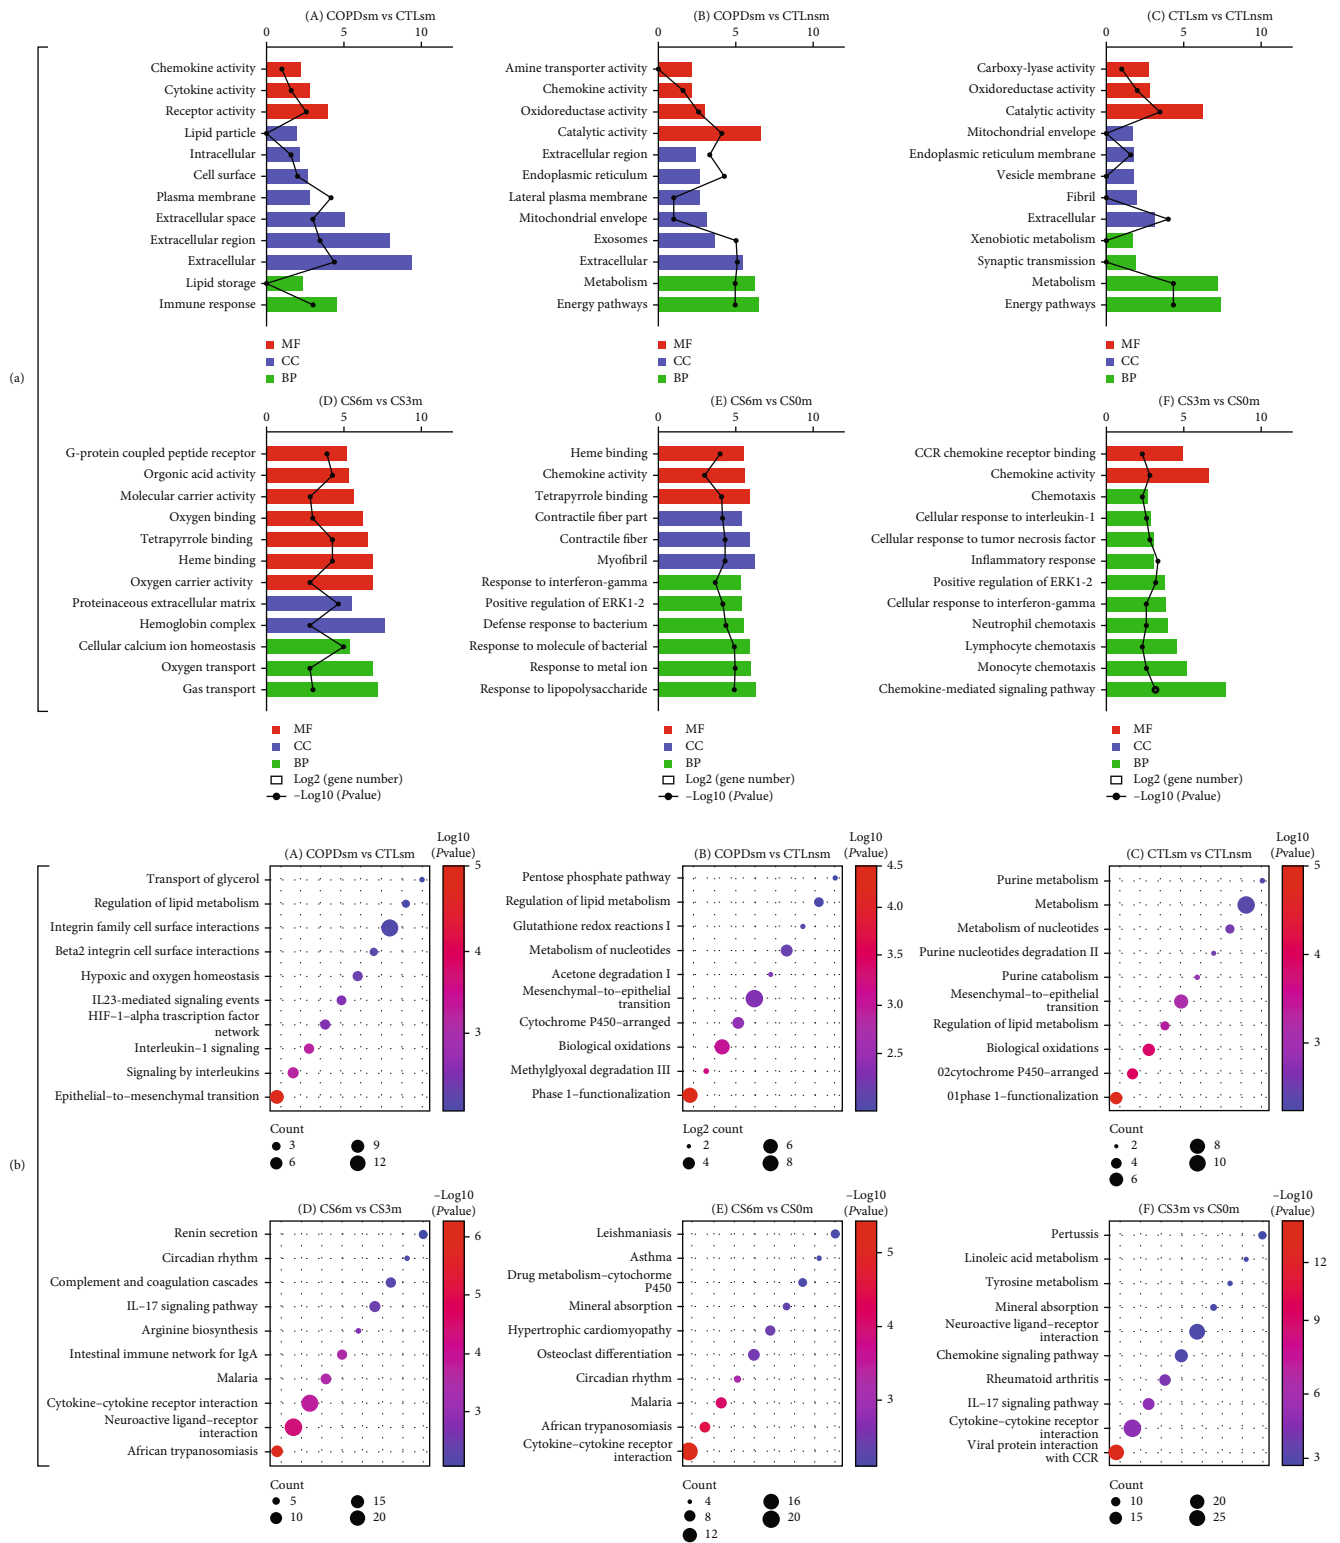 (a)
(A) COPDsm vs CTLsm
0 5 10
Chemokine activity
Cytokine activity
Receptor activity
Lipid particle
Intracellular
Cell surface
Plasma membrane
Extracellular space
Extracellular region
Extracellular
Lipid storage
Immune response
MF
CC
BP
(B) COPDsm vs CTLnsm
0 5 10
Amine transporter activity
Chemokine activity
Oxidoreductase activity
Catalytic activity
Extracellular region
Endoplasmic reticulum
Lateral plasma membrane
Mitochondrial envelope
Exosomes
Extracellular
Metabolism
Energy pathways
MF
CC
BP
(C) CTLsm vs CTLnsm
0 5 10
Carboxy-lyase activity
Oxidoreductase activity
Catalytic activity
Mitochondrial envelope
Endoplasmic reticulum membrane
Vesicle membrane
Fibril
Extracellular
Xenobiotic metabolism
Synaptic transmission
Metabolism
Energy pathways
MF
CC
BP
(D) CS6m vs CS3m
0 5 10
G-protein coupled peptide receptor
Orgonic acid activity
Molecular carrier activity
Oxygen binding
Tetrapyrrole binding
Heme binding
Oxygen carrier activity
Proteinaceous extracellular matrix
Hemoglobin complex
Cellular calcium ion homeostasis
Oxygen transport
Gas transport
MF
CC
BP
Log2 (gene number)
–Log10 (Pvalue)
(E) CS6m vs CS0m
0 5 10
Heme binding
Chemokine activity
Tetrapyrrole binding
Contractile fiber part
Contractile fiber
Myofibril
Response to interferon-gamma
Positive regulation of ERK1-2
Defense response to bacterium
Response to molecule of bacterial
Response to metal ion
Response to lipopolysaccharide
MF
CC
BP
Log2 (gene number)
–Log10 (Pvalue)
(F) CS3m vs CS0m
0 5 10
CCR chemokine receptor binding
Chemokine activity
Chemotaxis
Cellular response to interleukin-1
Cellular response to tumor necrosis factor
Inflammatory response
Positive regulation of ERK1-2
Cellular response to interferon-gamma
Neutrophil chemotaxis
Lymphocyte chemotaxis
Monocyte chemotaxis
Chemokine-mediated signaling pathway
MF
CC
BP
Log2 (gene number)
–Log10 (Pvalue)
(b)
(A) COPDsm vs CTLsm
Log10
(Pvalue)
Transport of glycerol
Regulation of lipid metabolism
Integrin family cell surface interactions
Beta2 integrin cell surface interactions
Hypoxic and oxygen homeostasis
IL23-mediated signaling events
HIF–1–alpha trascription factor
network
Interleukin–1 signaling
Signaling by interleukins
Epithelial–to–mesenchymal transition
5
4
3
Count
3 9
6 12
(B) COPDsm vs CTLnsm
Log10
(Pvalue)
Pentose phosphate pathway
Regulation of lipid metabolism
Glutathione redox reactions I
Metabolism of nucleotides
Acetone degradation I
Mesenchymal–to–epithelial
transition
Cytochrome P450–arranged
Biological oxidations
Methylglyoxal degradation III
Phase 1–functionalization
4.5
4.0
3.5
3.0
2.5
Log2 count
2 6
4 8
(C) CTLsm vs CTLnsm
Log10
(Pvalue)
Purine metabolism
Metabolism
Metabolism of nucleotides
Purine nucleotides degradation II
Purine catabolism
Mesenchymal–to–epithelial
transition
Regulation of lipid metabolism
Biological oxidations
02cytochrome P450–arranged
01phase 1–functionalization
5
4
3
Count
2 8
4 10
6
(D) CS6m vs CS3m
–Log10
(Pvalue)
Renin secretion
Circadian rhythm
Complement and coagulation cascades
IL–17 signaling pathway
Arginine biosynthesis
Intestinal immune network for IgA
Malaria
Cytokine–cytokine receptor interaction
Neuroactive ligand–receptor
interaction
African trypanosomiasis
6
5
4
3
Count
5 15
10 20
(E) CS6m vs CS0m
–Log10
(Pvalue)
Leishmaniasis
Asthma
Drug metabolism–cytochorme
P450
Mineral absorption
Hypertrophic cardiomyopathy
Osteoclast differentiation
Circadian rhythm
Malaria
African trypanosomiasis
Cytokine–cytokine receptor
interaction
5
4
3
Count
4 16
8 20
12
(F) CS3m vs CS0m
–Log10
(Pvalue)
Pertussis
Linoleic acid metabolism
Tyrosine metabolism
Mineral absorption
Neuroactive ligand–receptor
interaction
Chemokine signaling pathway
Rheumatoid arthritis
IL–17 signaling pathway
Cytokine–cytokine receptor
interaction
Viral protein interaction
with CCR
12
9
6
3
Count
10 20
15 25